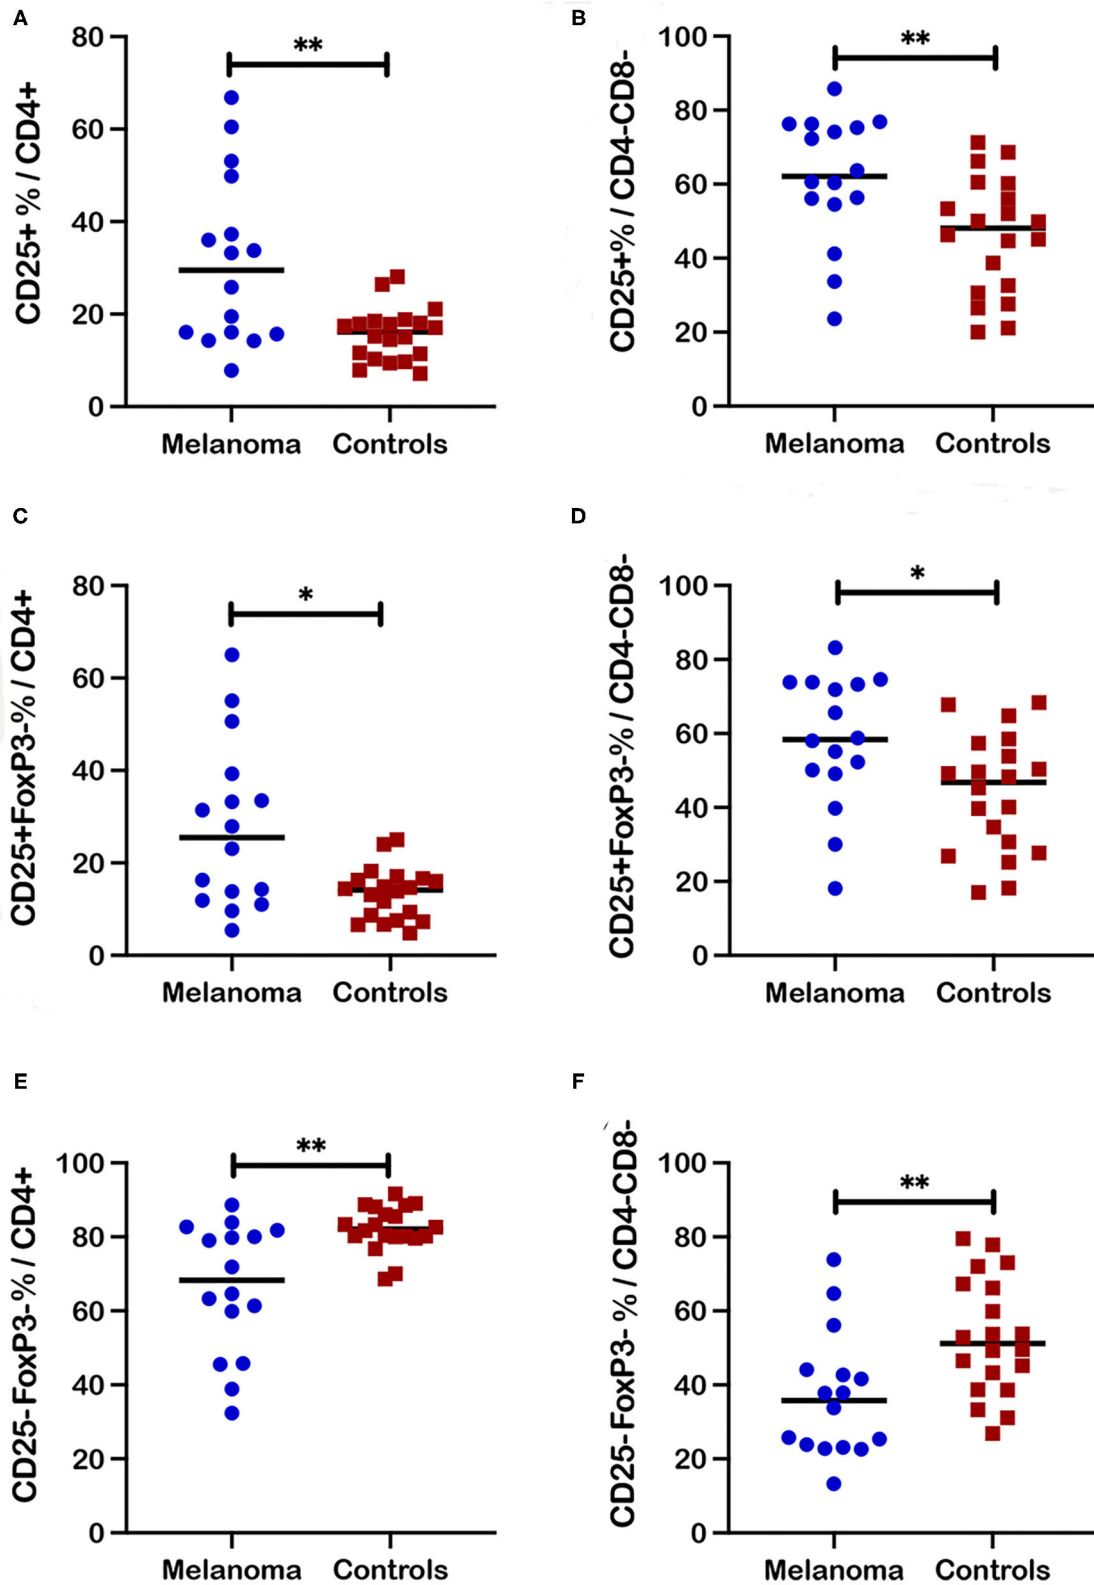 A
CD25+ % / CD4+
80
60
40
20
0
**
Melanoma
Controls
B
CD25+% / CD4-CD8-
100
80
60
40
20
0
**
Melanoma
Controls
C
CD25+FoxP3-% / CD4+
80
60
40
20
0
*
Melanoma
Controls
D
CD25+FoxP3-% / CD4-CD8-
100
80
60
40
20
0
*
Melanoma
Controls
E
CD25- FoxP3-% / CD4+
100
80
60
40
20
0
**
Melanoma
Controls
F
CD25- FoxP3- % / CD4-CD8-
100
80
60
40
20
0
**
Melanoma
Controls